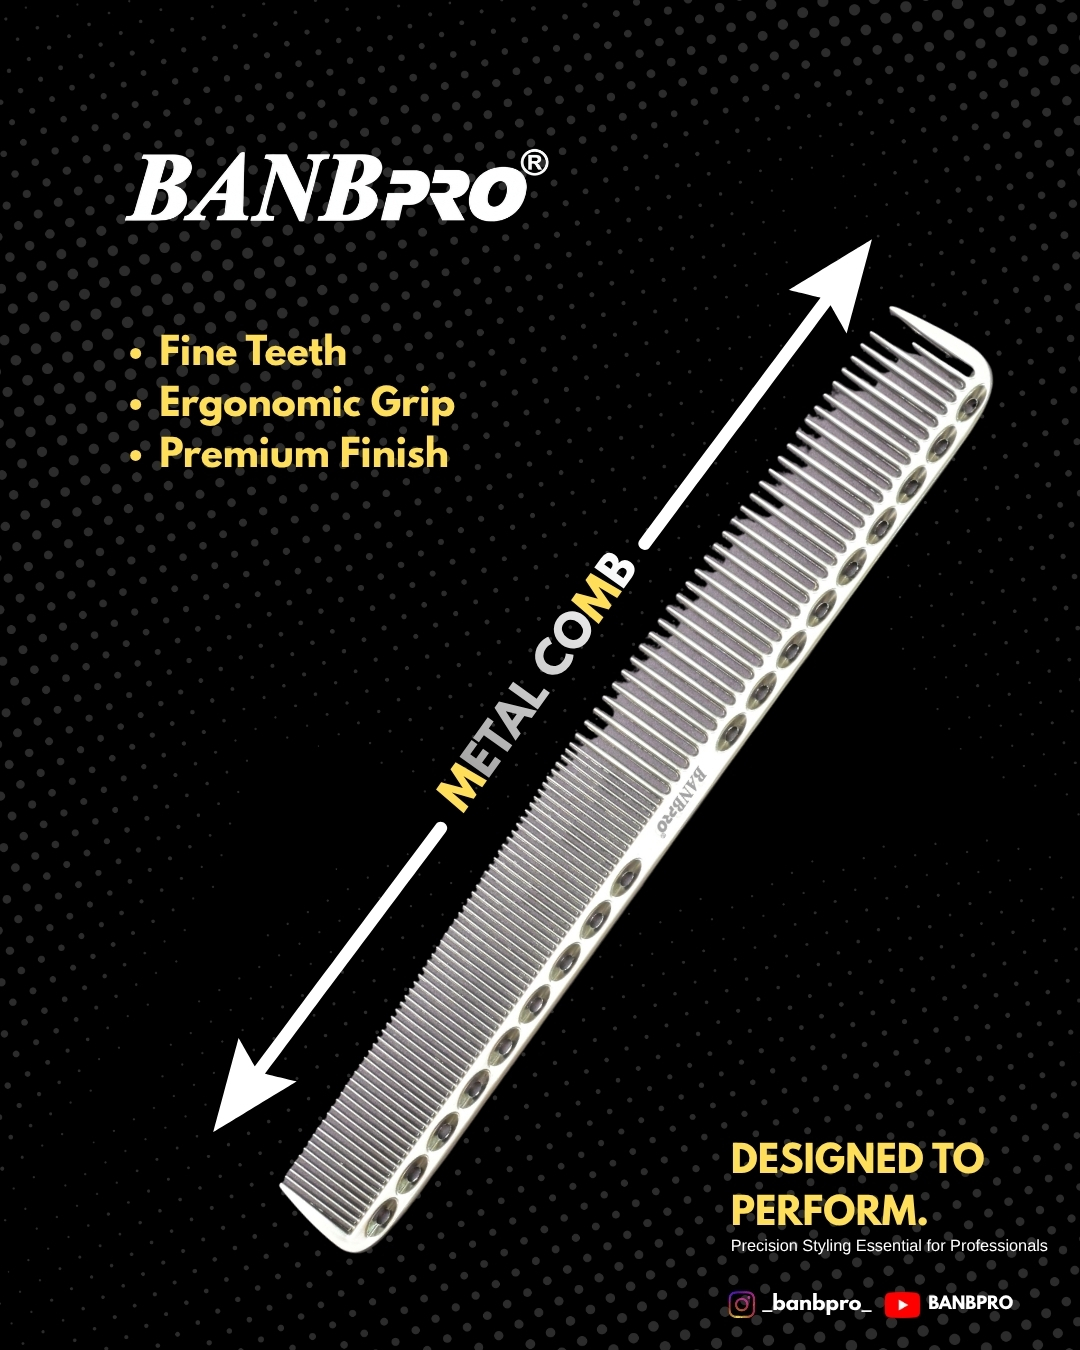 BANBPRO®
• Fine Teeth
• Ergonomic Grip
• Premium Finish
METAL COMB
BANBPRO®
DESIGNED TO
PERFORM.
Precision Styling Essential for Professionals
_banbpro_ BANBPRO